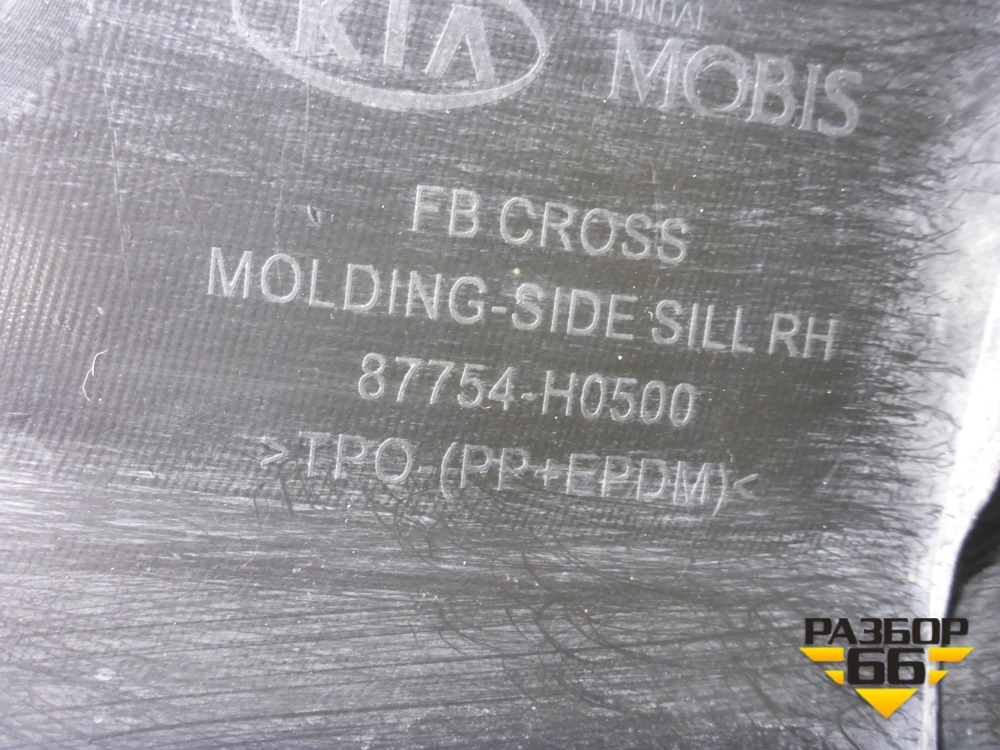 KIA
HYUNDAI
MOBIS
FB CROSS
MOLDING-SIDE SILL RH
87754-H0500
>TPO-(PP+EPDM)<
РАЗБОР
66